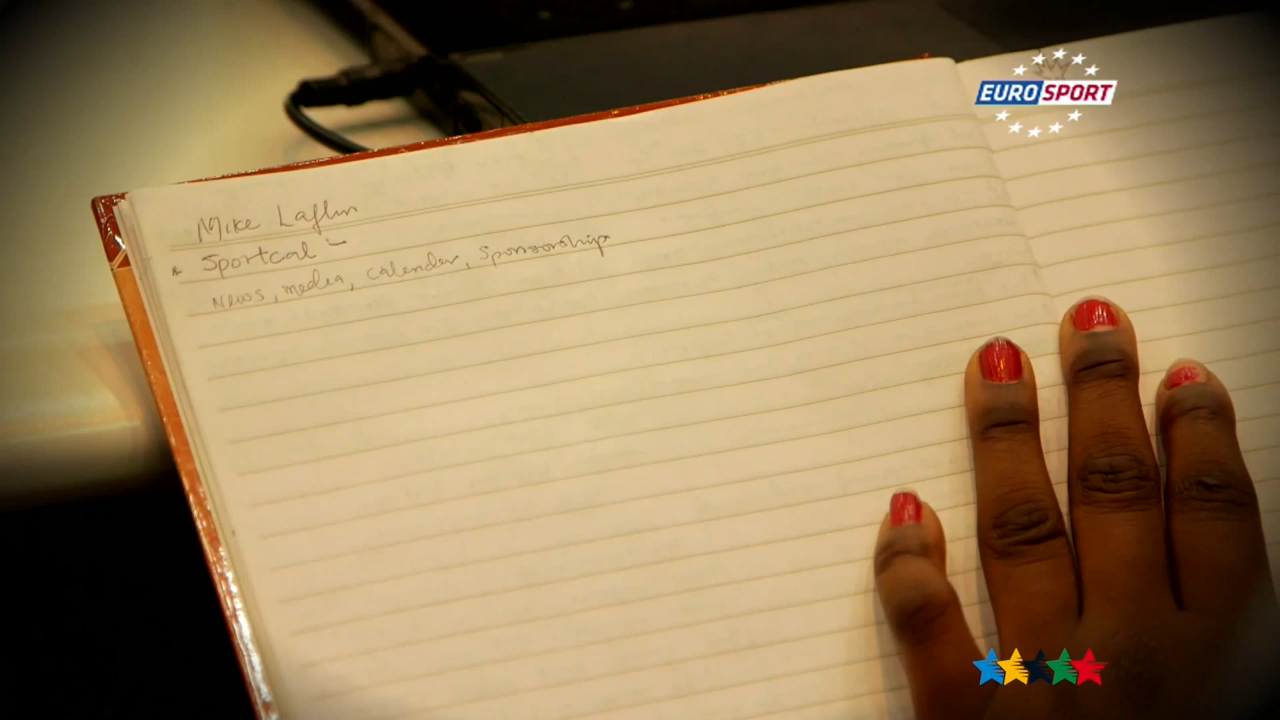 Mike Laflin
* Sportcal :-
News, media, calender, sponsorship
EUROSPORT